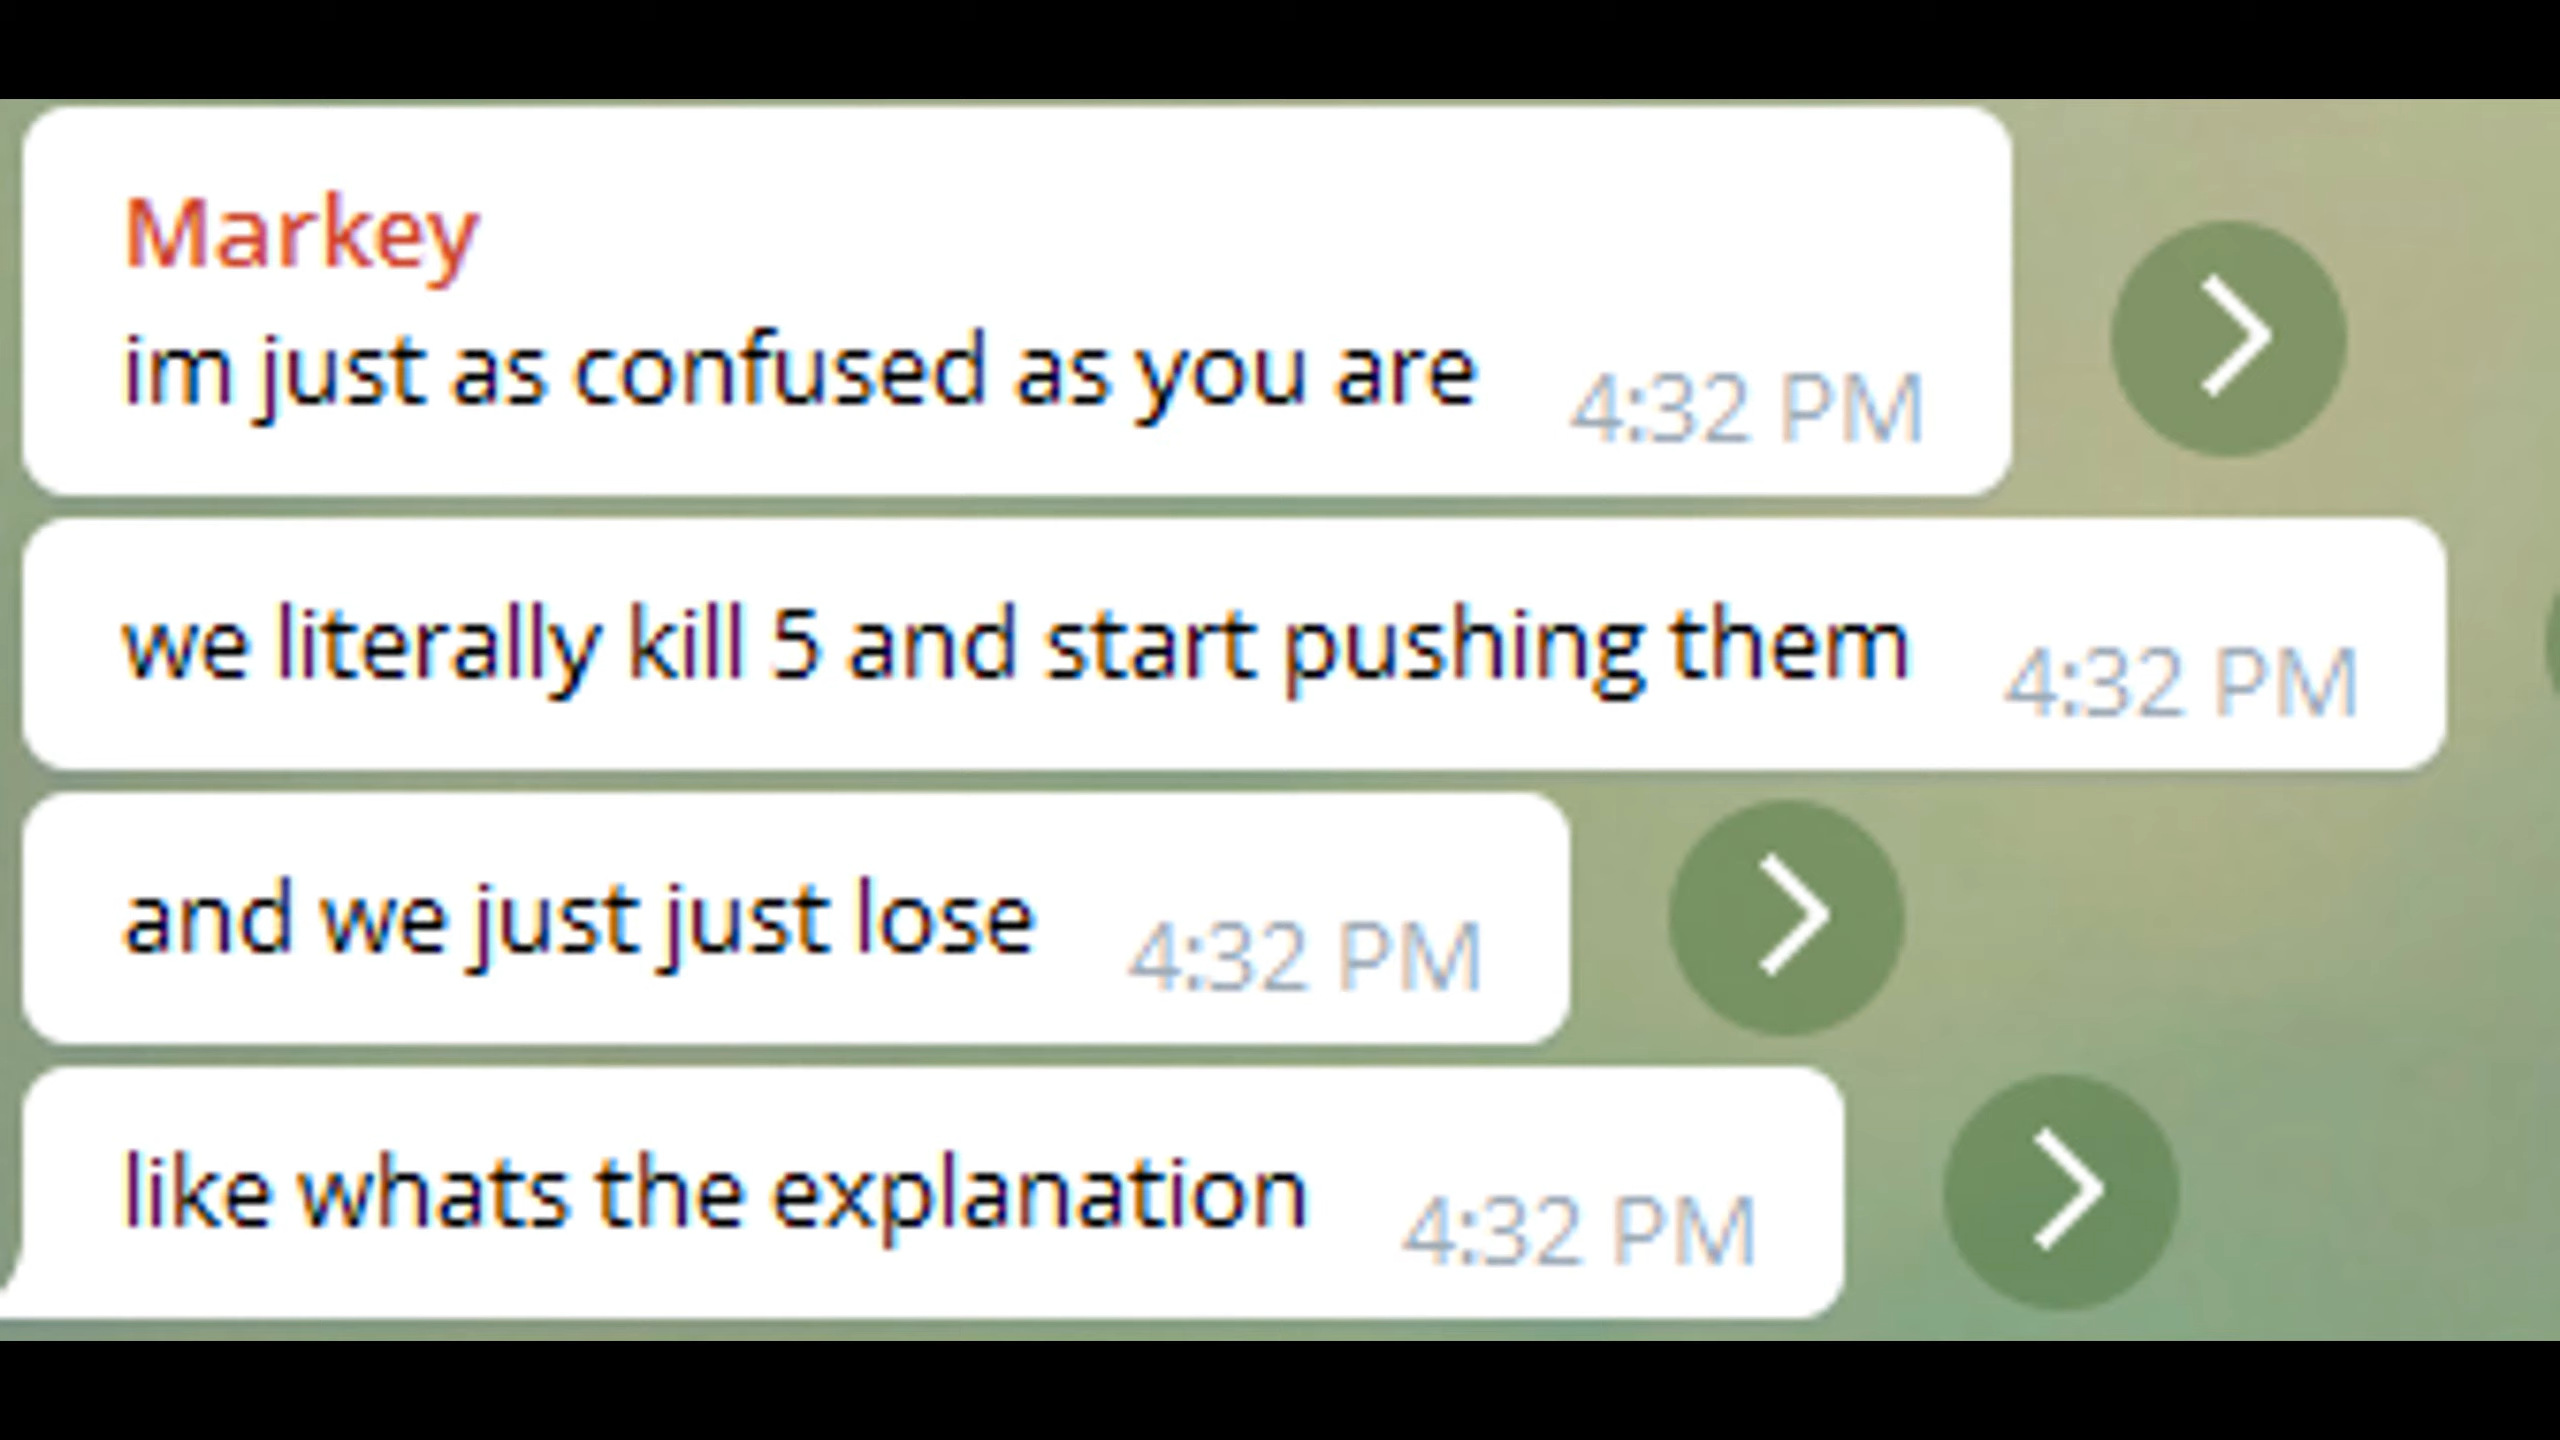 Markey
im just as confused as you are 4:32 PM
we literally kill 5 and start pushing them 4:32 PM
and we just just lose 4:32 PM
like whats the explanation 4:32 PM